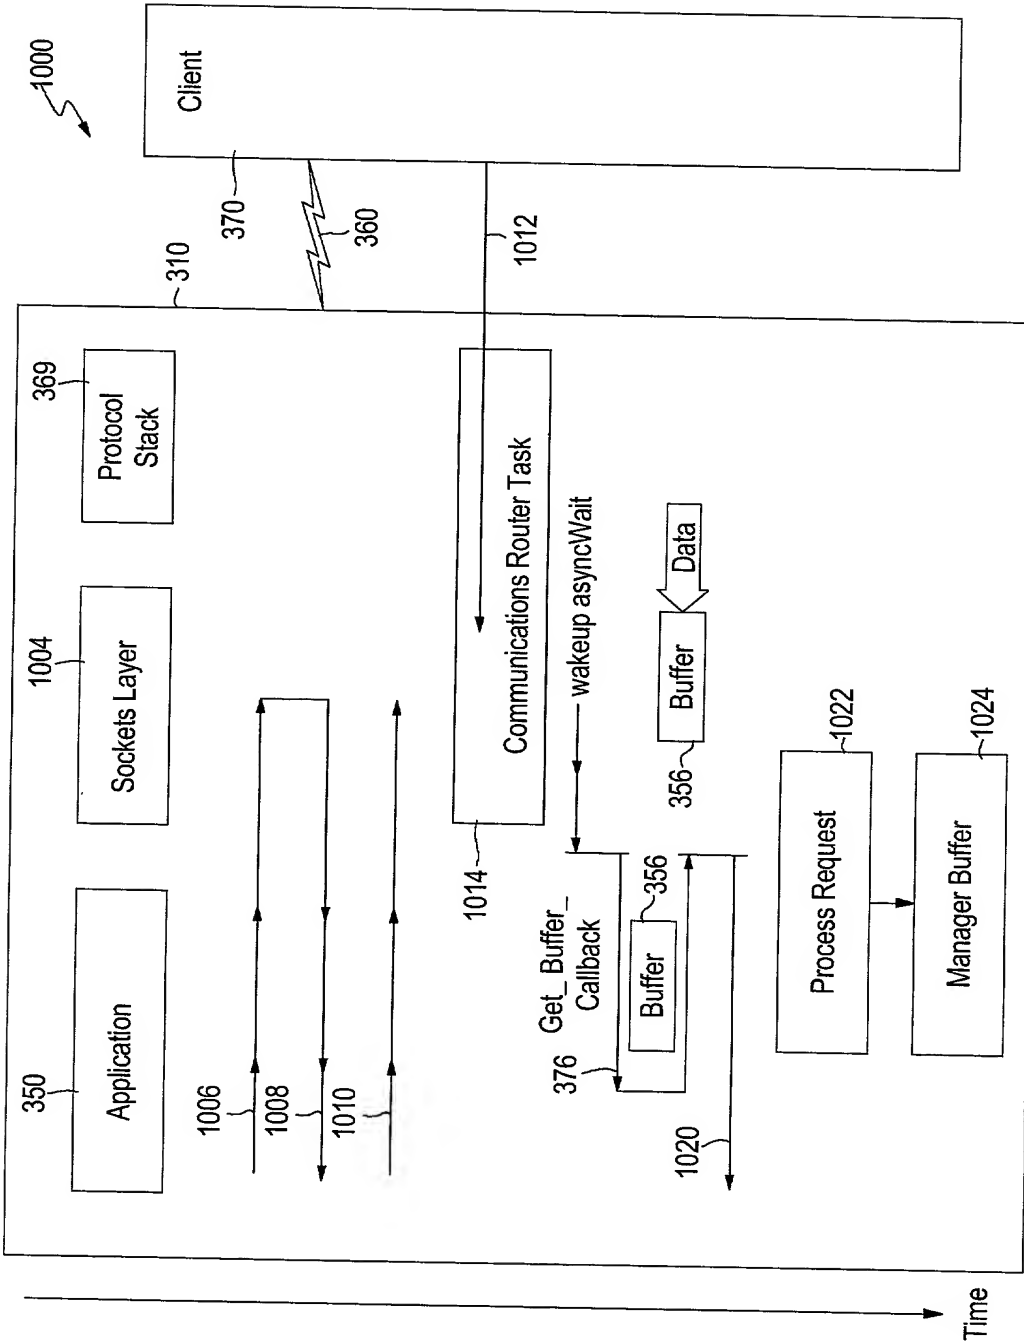 1000
Client
370
360
1012
310
369
Protocol
Stack
1004
Sockets Layer
350
Application
1006
1008
1010
Communications Router Task
1014
wakeup asyncWait
Get_Buffer_
Callback
376
Buffer
356
Data
Buffer
356
1020
Process Request
1022
Manager Buffer
1024
Time